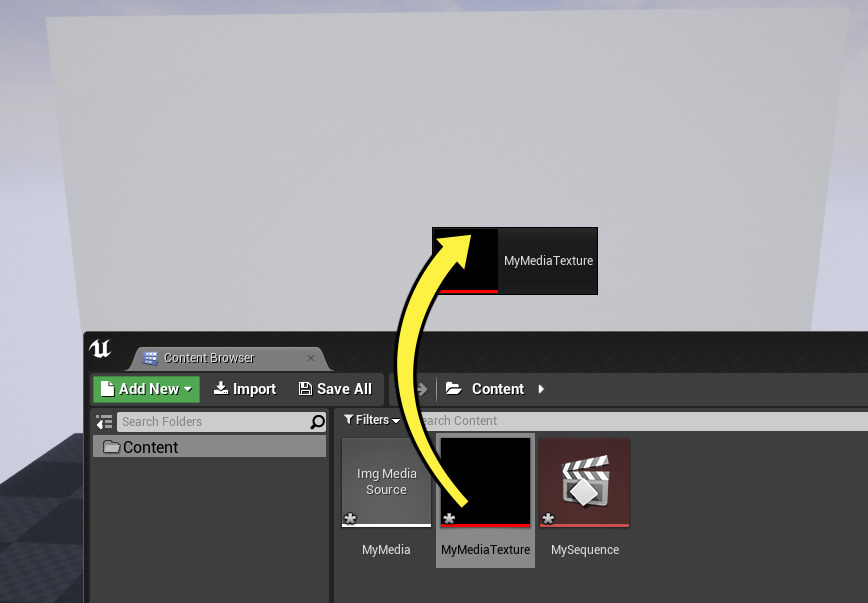 MyMediaTexture
Content Browser
Add New
Import
Save All
Content
Search Folders
Filters
earch Content
Content
Img Media
Source
MyMedia
MyMediaTexture
MySequence